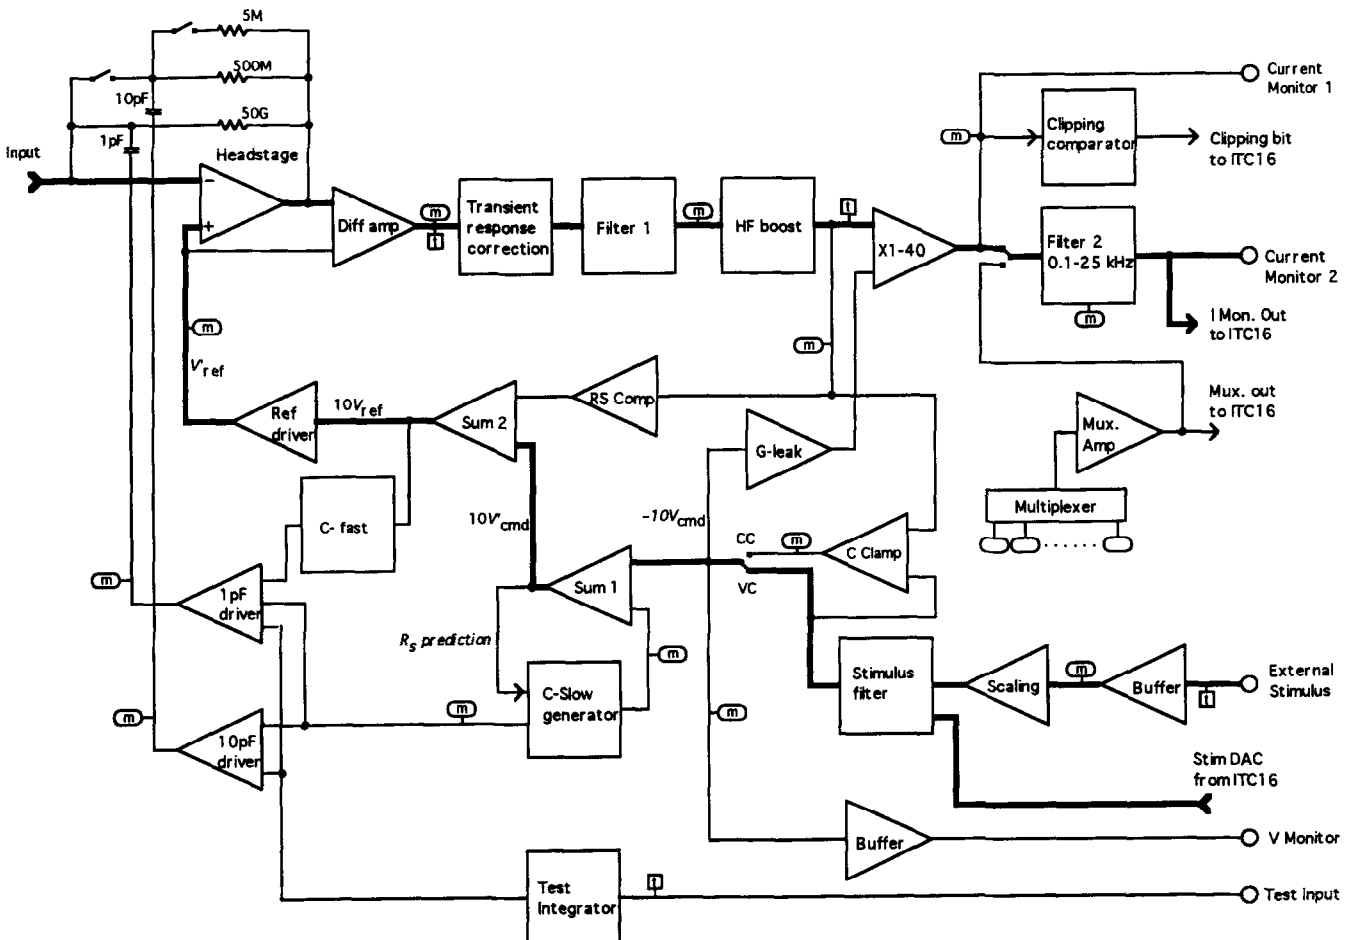 5M
500M
10pF
50G
1pF
Input
Headstage
−
+
Diff amp
m
t
Transient
response
correction
Filter 1
m
HF boost
t
X1-40
m
Clipping
comparator
Current
Monitor 1
Clipping bit
to ITC16
Filter 2
0.1-25 kHz
m
Current
Monitor 2
I Mon. Out
to ITC16
m
V'ref
m
Ref
driver
10Vref
Sum 2
RS Comp
G-leak
Mux.
Amp
Mux. out
to ITC16
Multiplexer
C- fast
10V'cmd
-10Vcmd
CC
VC
m
C Clamp
m
1pF
driver
Sum 1
Rs prediction
m
C-Slow
generator
m
m
10pF
driver
m
Stimulus
filter
Scaling
m
Buffer
t
External
Stimulus
Stim DAC
from ITC16
Buffer
V Monitor
Test
Integrator
t
Test Input